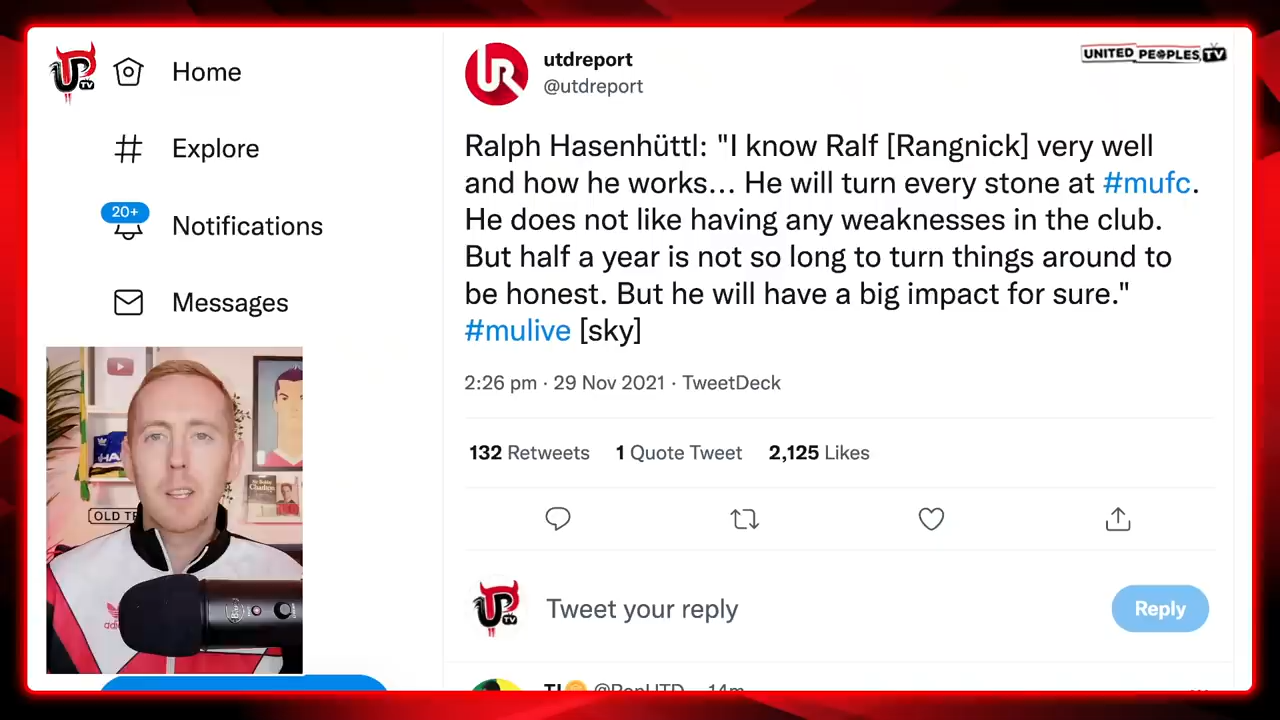 UP
TV
Home
Explore
20+
Notifications
Messages
utdreport
@utdreport
UNITED PEOPLES TV
Ralph Hasenhüttl: "I know Ralf [Rangnick] very well
and how he works... He will turn every stone at #mufc.
He does not like having any weaknesses in the club.
But half a year is not so long to turn things around to
be honest. But he will have a big impact for sure."
#mulive [sky]
2:26 pm · 29 Nov 2021 · TweetDeck
132 Retweets 1 Quote Tweet 2,125 Likes
UP
TV
Tweet your reply
Reply
OLD